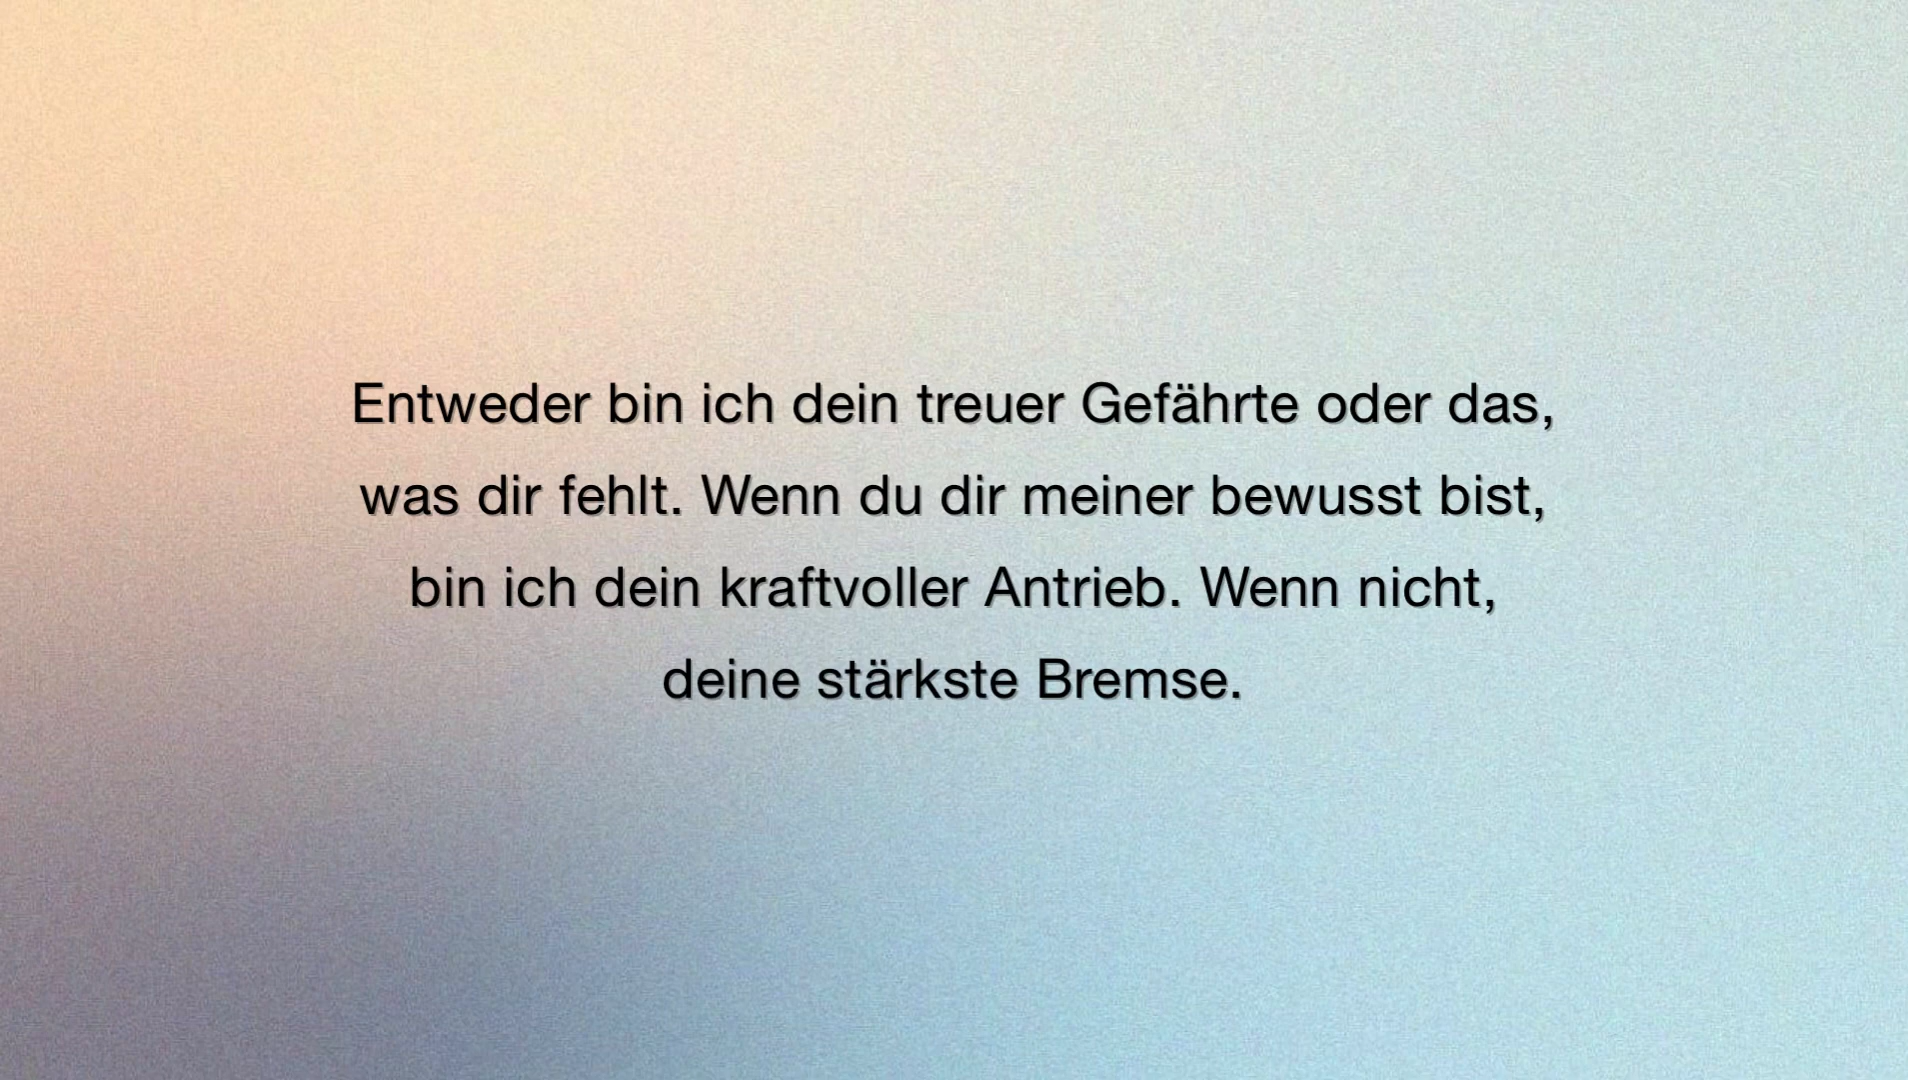 Entweder bin ich dein treuer Gefährte oder das,
was dir fehlt. Wenn du dir meiner bewusst bist,
bin ich dein kraftvoller Antrieb. Wenn nicht,
deine stärkste Bremse.